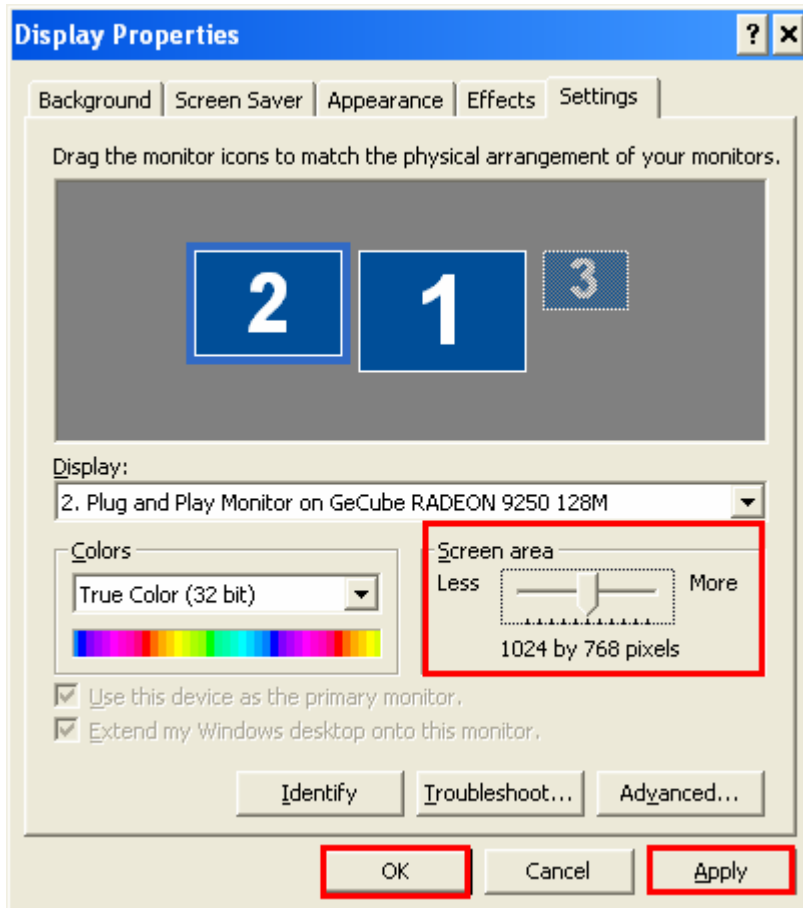 Display Properties
Background Screen Saver Appearance Effects Settings
Drag the monitor icons to match the physical arrangement of your monitors.
2 1 3
Display:
2. Plug and Play Monitor on GeCube RADEON 9250 128M
Colors
True Color (32 bit)
Screen area
Less More
1024 by 768 pixels
Use this device as the primary monitor.
Extend my Windows desktop onto this monitor.
Identify Troubleshoot... Advanced...
OK Cancel Apply